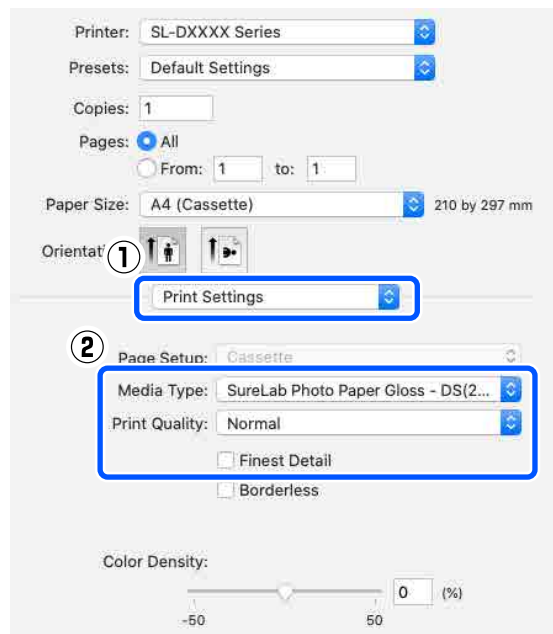 Printer: SL-DXXXX Series
Presets: Default Settings
Copies: 1
Pages: All
From: 1 to: 1
Paper Size: A4 (Cassette) 210 by 297 mm
Orientati
1
Print Settings
2
Page Setup: Cassette
Media Type: SureLab Photo Paper Gloss - DS(2...
Print Quality: Normal
Finest Detail
Borderless
Color Density:
0 (%)
-50 50